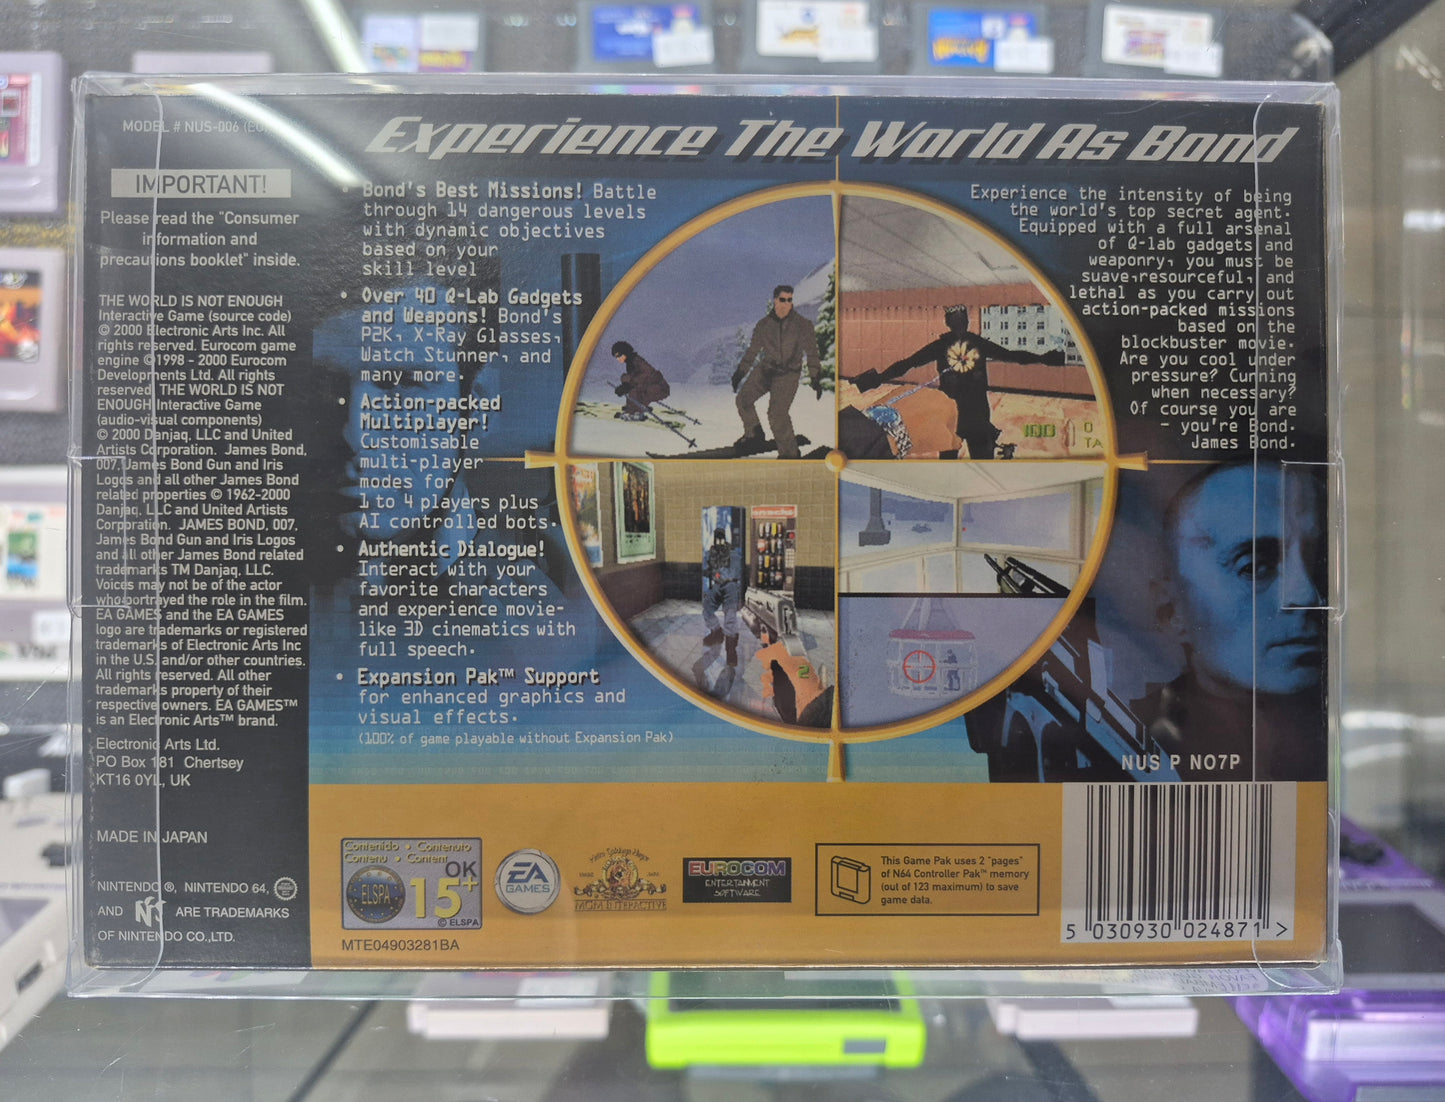 Experience The World As Bond
MODEL # NUS-006
IMPORTANT!
Please read the "Consumer
information and
precautions booklet" inside.
THE WORLD IS NOT ENOUGH
Interactive Game (source code)
© 2000 Electronic Arts Inc. All
rights reserved. Eurocom game
engine ©1998 - 2000 Eurocom
Developments Ltd. All rights
reserved. THE WORLD IS NOT
ENOUGH Interactive Game
(audio-visual components)
© 2000 Danjaq, LLC and United
Artists Corporation. James Bond,
007, James Bond Gun and Iris
Logos and all other James Bond
related properties © 1962-2000
Danjaq, LLC and United Artists
Corporation. JAMES BOND, 007,
James Bond Gun and Iris Logos
and all other James Bond related
trademarks TM Danjaq, LLC.
Voices may not be of the actor
who portrayed the role in the film.
EA GAMES and the EA GAMES
logo are trademarks or registered
trademarks of Electronic Arts Inc
in the U.S. and/or other countries.
All rights reserved. All other
trademarks property of their
respective owners. EA GAMES™
is an Electronic Arts™ brand.
Electronic Arts Ltd.
PO Box 181 Chertsey
KT16 0YL, UK
MADE IN JAPAN
NINTENDO ®, NINTENDO 64,
AND ARE TRADEMARKS
OF NINTENDO CO.,LTD.
• Bond's Best Missions! Battle
through 14 dangerous levels
with dynamic objectives
based on your
skill level
• Over 40 Q-Lab Gadgets
and Weapons! Bond's
P2K, X-Ray Glasses,
Watch Stunner, and
many more.
• Action-packed
Multiplayer!
Customisable
multi-player
modes for
1 to 4 players plus
AI controlled bots.
• Authentic Dialogue!
Interact with your
favorite characters
and experience movie-
like 3D cinematics with
full speech.
• Expansion Pak™ Support
for enhanced graphics and
visual effects.
(100% of game playable without Expansion Pak)
Experience the intensity of being
the world's top secret agent.
Equipped with a full arsenal
of Q-lab gadgets and
weaponry, you must be
suave,resourceful, and
lethal as you carry out
action-packed missions
based on the
blockbuster movie.
Are you cool under
pressure? Cunning
when necessary?
Of course you are
- you're Bond.
James Bond.
100 0
TA
snacks
2
NUS P NO7P
Contenido • Contenuto
Contenu • Content
OK
ELSPA
15+
© ELSPA
EA
GAMES
MGM INTERACTIVE
EUROCOM
ENTERTAINMENT
SOFTWARE
This Game Pak uses 2 "pages"
of N64 Controller Pak™ memory
(out of 123 maximum) to save
game data.
MTE04903281BA
5 030930 024871 >